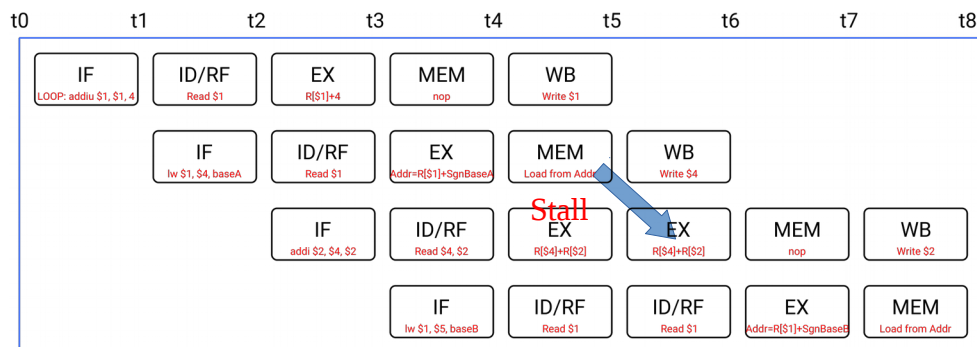 t0 t1 t2 t3 t4 t5 t6 t7 t8
IF ID/RF EX MEM WB
LOOP: addiu $1, $1, 4 Read $1 R[$1]+4 nop Write $1
IF ID/RF EX MEM WB
lw $1, $4, baseA Read $1 Addr=R[$1]+SgnBaseA Load from Addr Write $4
Stall
IF ID/RF EX EX MEM WB
addi $2, $4, $2 Read $4, $2 R[$4]+R[$2] R[$4]+R[$2] nop Write $2
IF ID/RF ID/RF EX MEM
lw $1, $5, baseB Read $1 Read $1 Addr=R[$1]+SgnBaseB Load from Addr